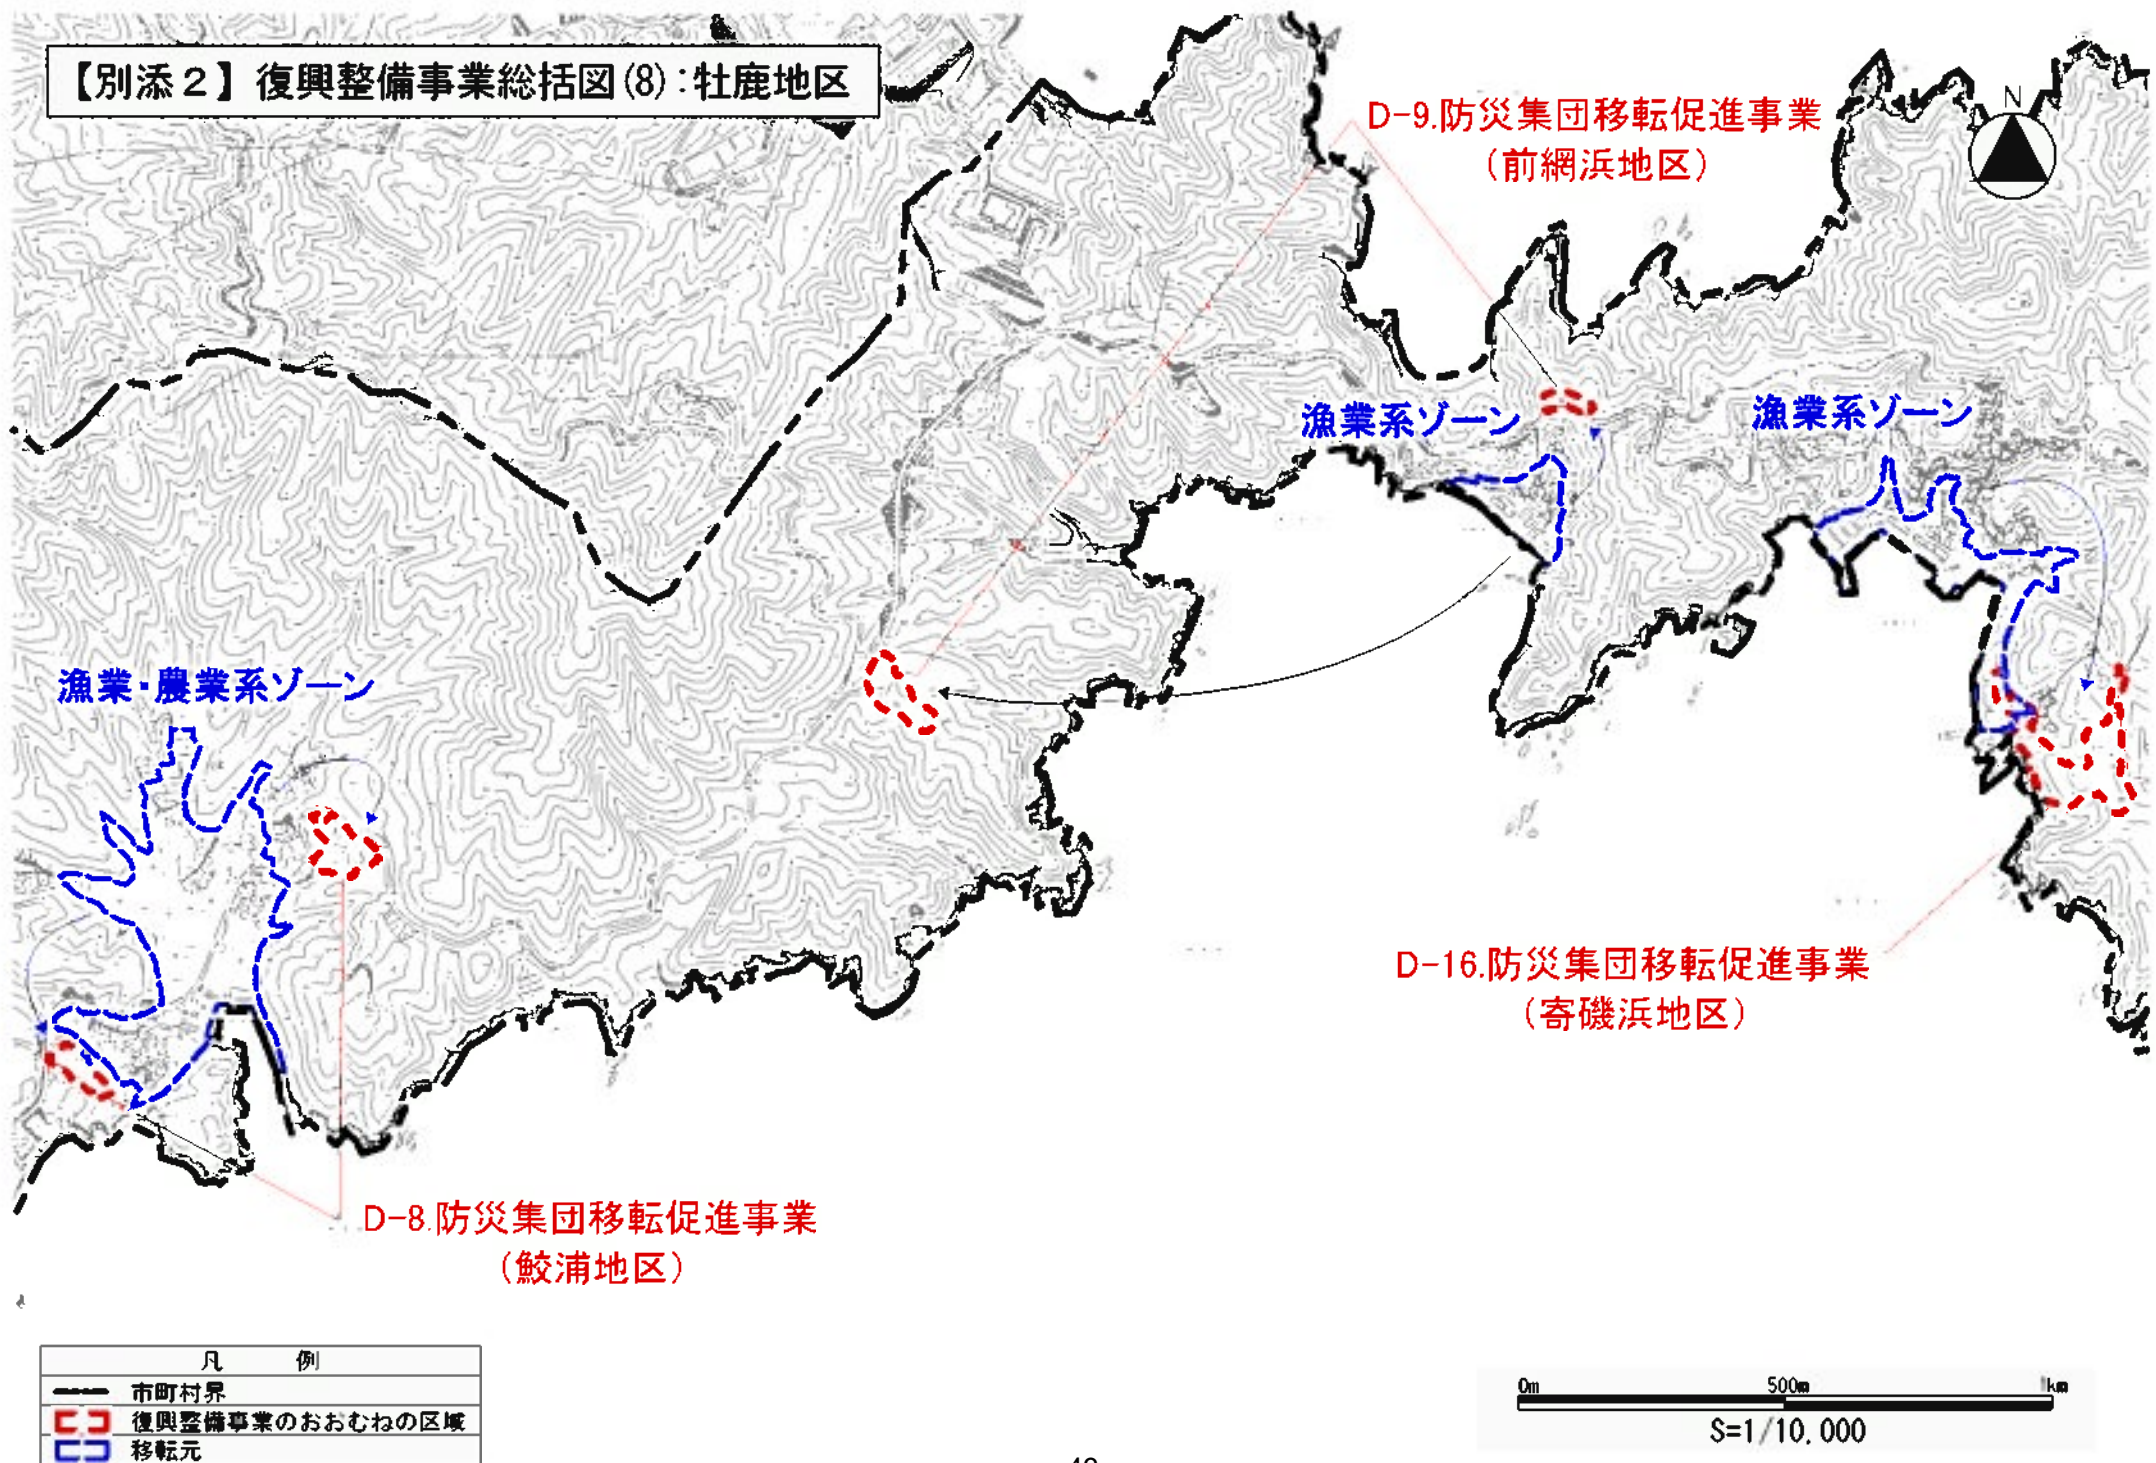 【別添２】復興整備事業総括図(8):牡鹿地区
N
D-9.防災集団移転促進事業
(前網浜地区)
漁業系ゾーン
漁業系ゾーン
漁業・農業系ゾーン
D-16.防災集団移転促進事業
(寄磯浜地区)
D-8.防災集団移転促進事業
(鮫浦地区)
凡 例
市町村界
復興整備事業のおおむねの区域
移転元
0m 500m 1km
S=1/10,000